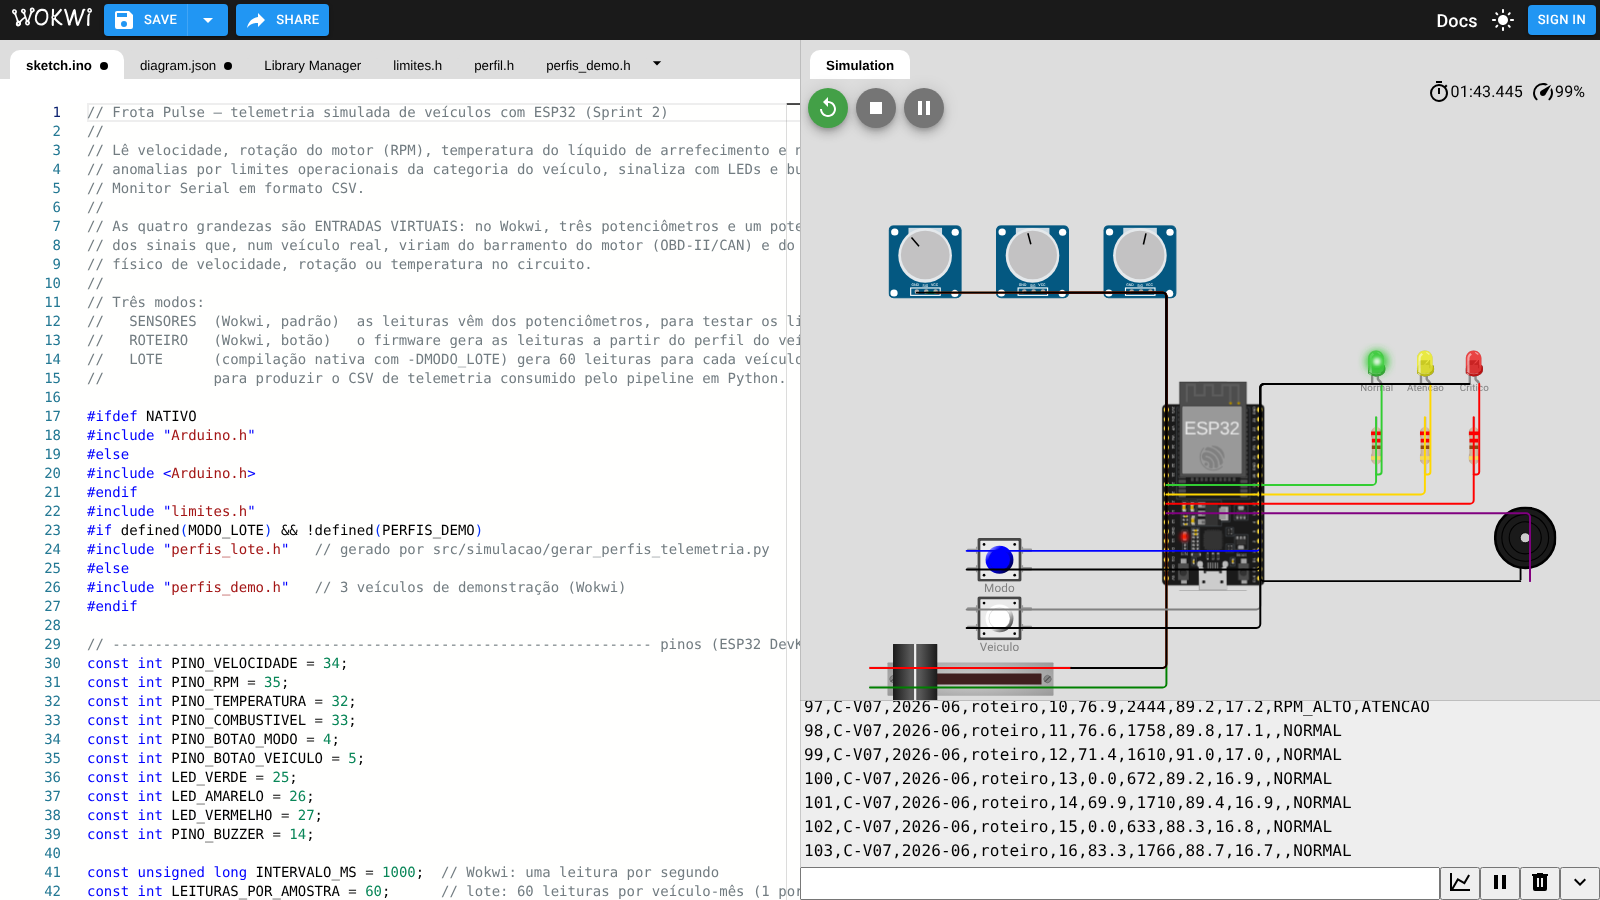 WOKWI
SAVE
SHARE
Docs
SIGN IN
sketch.ino
diagram.json
Library Manager
limites.h
perfil.h
perfis_demo.h
Simulation
01:43.445
99%
1 // Frota Pulse — telemetria simulada de veículos com ESP32 (Sprint 2)
2 //
3 // Lê velocidade, rotação do motor (RPM), temperatura do líquido de arrefecimento e
4 // anomalias por limites operacionais da categoria do veículo, sinaliza com LEDs e bu
5 // Monitor Serial em formato CSV.
6 //
7 // As quatro grandezas são ENTRADAS VIRTUAIS: no Wokwi, três potenciômetros e um pote
8 // dos sinais que, num veículo real, viriam do barramento do motor (OBD-II/CAN) e do
9 // físico de velocidade, rotação ou temperatura no circuito.
10 //
11 // Três modos:
12 //   SENSORES  (Wokwi, padrão)  as leituras vêm dos potenciômetros, para testar os li
13 //   ROTEIRO   (Wokwi, botão)   o firmware gera as leituras a partir do perfil do veí
14 //   LOTE      (compilação nativa com -DMODO_LOTE) gera 60 leituras para cada veículo
15 //             para produzir o CSV de telemetria consumido pelo pipeline em Python.
16
17 #ifdef NATIVO
18 #include "Arduino.h"
19 #else
20 #include <Arduino.h>
21 #endif
22 #include "limites.h"
23 #if defined(MODO_LOTE) && !defined(PERFIS_DEMO)
24 #include "perfis_lote.h"   // gerado por src/simulacao/gerar_perfis_telemetria.py
25 #else
26 #include "perfis_demo.h"   // 3 veículos de demonstração (Wokwi)
27 #endif
28
29 // ---------------------------------------------------------------- pinos (ESP32 DevK
30 const int PINO_VELOCIDADE = 34;
31 const int PINO_RPM = 35;
32 const int PINO_TEMPERATURA = 32;
33 const int PINO_COMBUSTIVEL = 33;
34 const int PINO_BOTAO_MODO = 4;
35 const int PINO_BOTAO_VEICULO = 5;
36 const int LED_VERDE = 25;
37 const int LED_AMARELO = 26;
38 const int LED_VERMELHO = 27;
39 const int PINO_BUZZER = 14;
40
41 const unsigned long INTERVALO_MS = 1000;  // Wokwi: uma leitura por segundo
42 const int LEITURAS_POR_AMOSTRA = 60;      // lote: 60 leituras por veículo-mês (1 por
GND SIG VCC
GND SIG VCC
GND SIG VCC
Normal
Atencao
Critico
ESP32
Modo
Veiculo
97,C-V07,2026-06,roteiro,10,76.9,2444,89.2,17.2,RPM_ALTO,ATENCAO
98,C-V07,2026-06,roteiro,11,76.6,1758,89.8,17.1,,NORMAL
99,C-V07,2026-06,roteiro,12,71.4,1610,91.0,17.0,,NORMAL
100,C-V07,2026-06,roteiro,13,0.0,672,89.2,16.9,,NORMAL
101,C-V07,2026-06,roteiro,14,69.9,1710,89.4,16.9,,NORMAL
102,C-V07,2026-06,roteiro,15,0.0,633,88.3,16.8,,NORMAL
103,C-V07,2026-06,roteiro,16,83.3,1766,88.7,16.7,,NORMAL